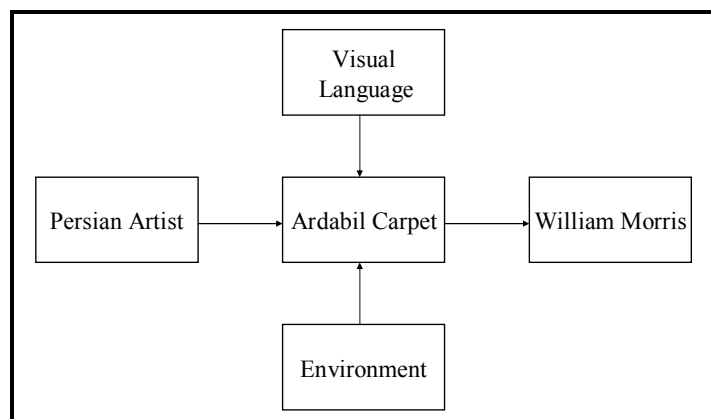 Visual
Language
Persian Artist
Ardabil Carpet
William Morris
Environment